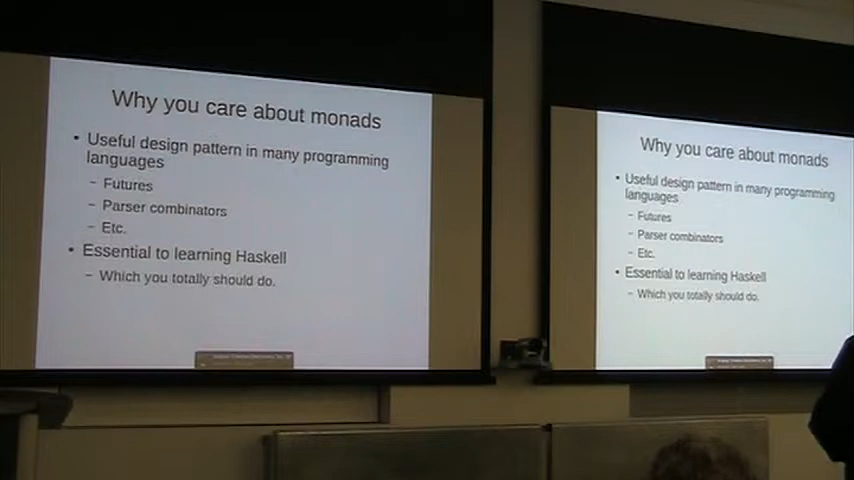 Why you care about monads
• Useful design pattern in many programming
languages
– Futures
– Parser combinators
– Etc.
• Essential to learning Haskell
– Which you totally should do.
Why you care about monads
• Useful design pattern in many programming
languages
– Futures
– Parser combinators
– Etc.
• Essential to learning Haskell
– Which you totally should do.